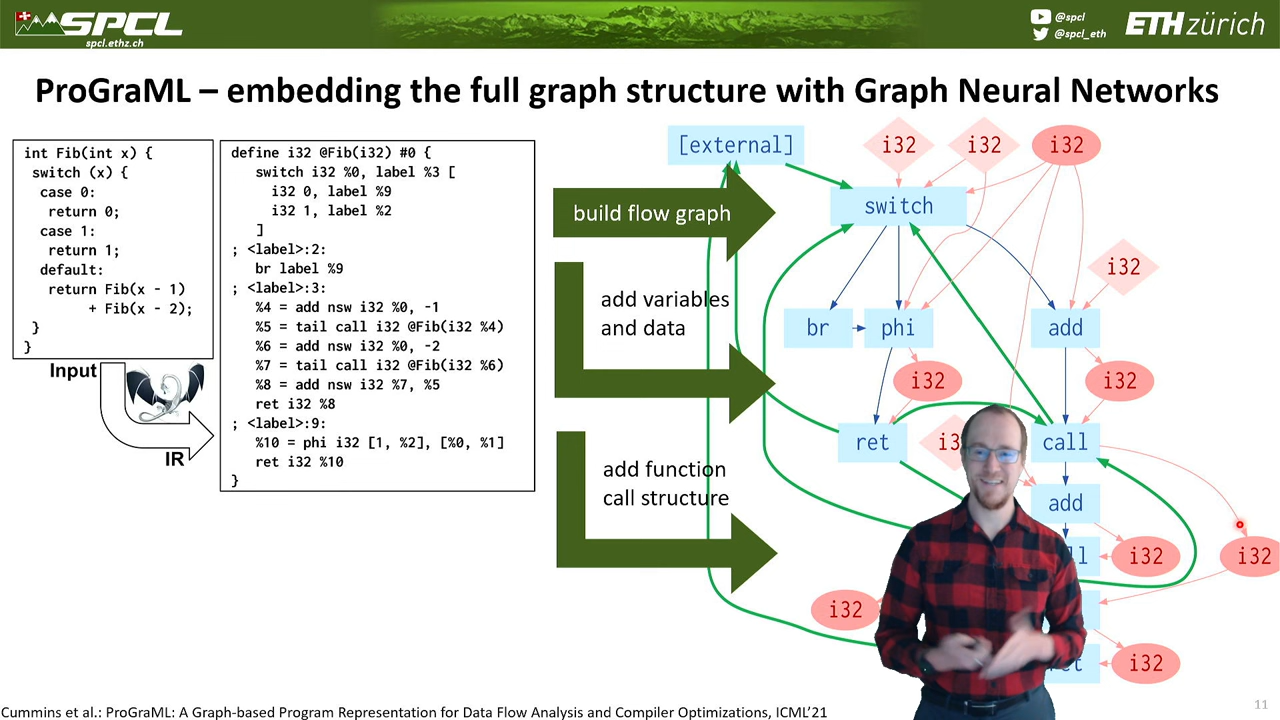 SPCL
spcl.ethz.ch
@spcl
@spcl_eth
ETH zürich
ProGraML – embedding the full graph structure with Graph Neural Networks
int Fib(int x) {
switch (x) {
case 0:
return 0;
case 1:
return 1;
default:
return Fib(x - 1)
+ Fib(x - 2);
}
}
Input
IR
define i32 @Fib(i32) #0 {
switch i32 %0, label %3 [
i32 0, label %9
i32 1, label %2
]
; <label>:2:
br label %9
; <label>:3:
%4 = add nsw i32 %0, -1
%5 = tail call i32 @Fib(i32 %4)
%6 = add nsw i32 %0, -2
%7 = tail call i32 @Fib(i32 %6)
%8 = add nsw i32 %7, %5
ret i32 %8
; <label>:9:
%10 = phi i32 [1, %2], [%0, %1]
ret i32 %10
}
build flow graph
add variables
and data
add function
call structure
[external]
i32
i32
i32
switch
i32
br
phi
add
i32
i32
ret
call
add
i32
i32
i32
i32
Cummins et al.: ProGraML: A Graph-based Program Representation for Data Flow Analysis and Compiler Optimizations, ICML'21
11